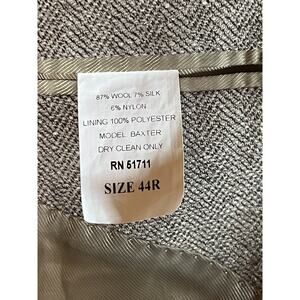 87% WOOL 7% SILK
6% NYLON
LINING 100% POLYESTER
MODEL BAXTER
DRY CLEAN ONLY
RN 51711
SIZE 44R